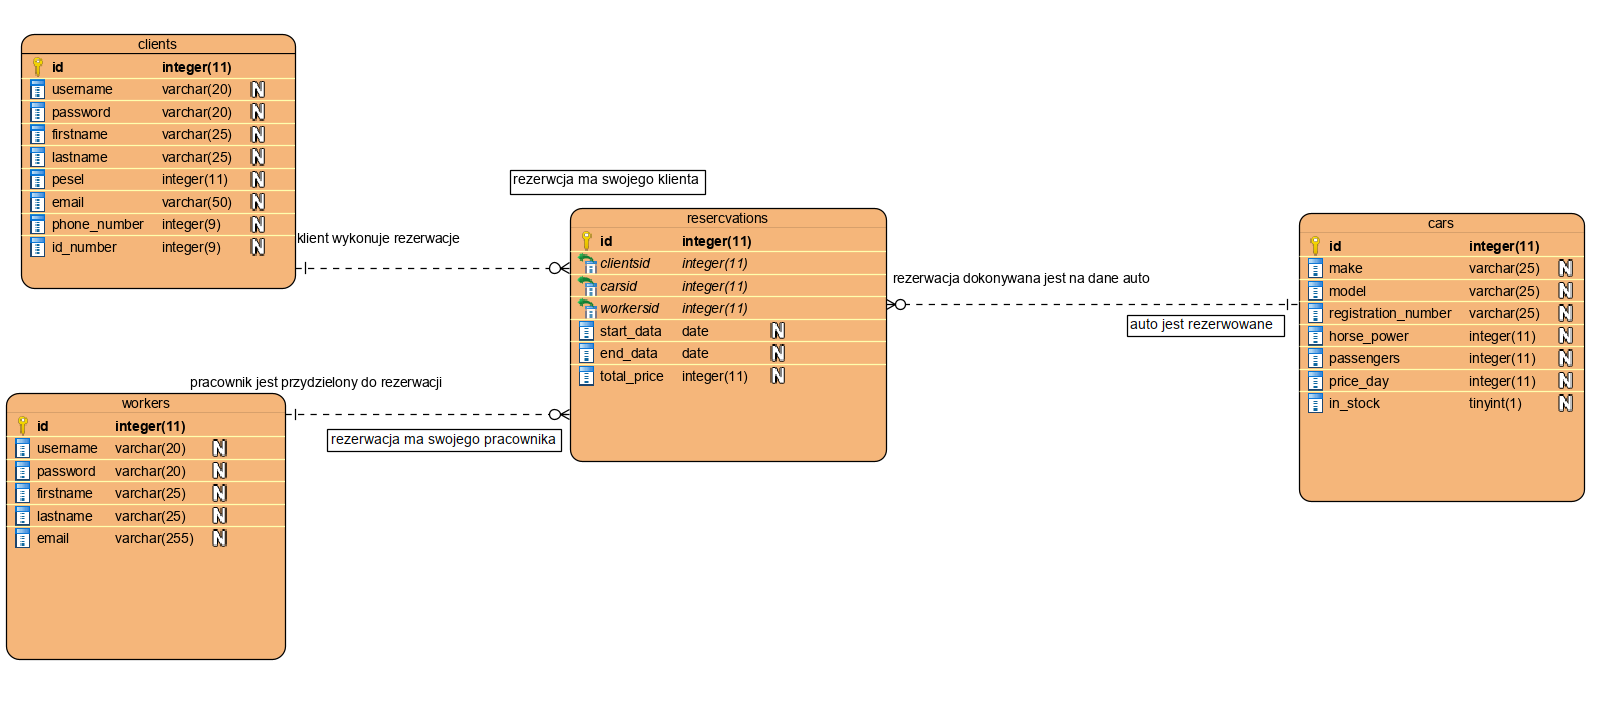 clients
id integer(11)
username varchar(20) N
password varchar(20) N
firstname varchar(25) N
lastname varchar(25) N
pesel integer(11) N
email varchar(50) N
phone_number integer(9) N
id_number integer(9) N
klient wykonuje rezerwacje
rezerwcja ma swojego klienta
resercvations
id integer(11)
clientsid integer(11)
carsid integer(11)
workersid integer(11)
start_data date N
end_data date N
total_price integer(11) N
rezerwacja dokonywana jest na dane auto
auto jest rezerwowane
cars
id integer(11)
make varchar(25) N
model varchar(25) N
registration_number varchar(25) N
horse_power integer(11) N
passengers integer(11) N
price_day integer(11) N
in_stock tinyint(1) N
pracownik jest przydzielony do rezerwacji
rezerwacja ma swojego pracownika
workers
id integer(11)
username varchar(20) N
password varchar(20) N
firstname varchar(25) N
lastname varchar(25) N
email varchar(255) N